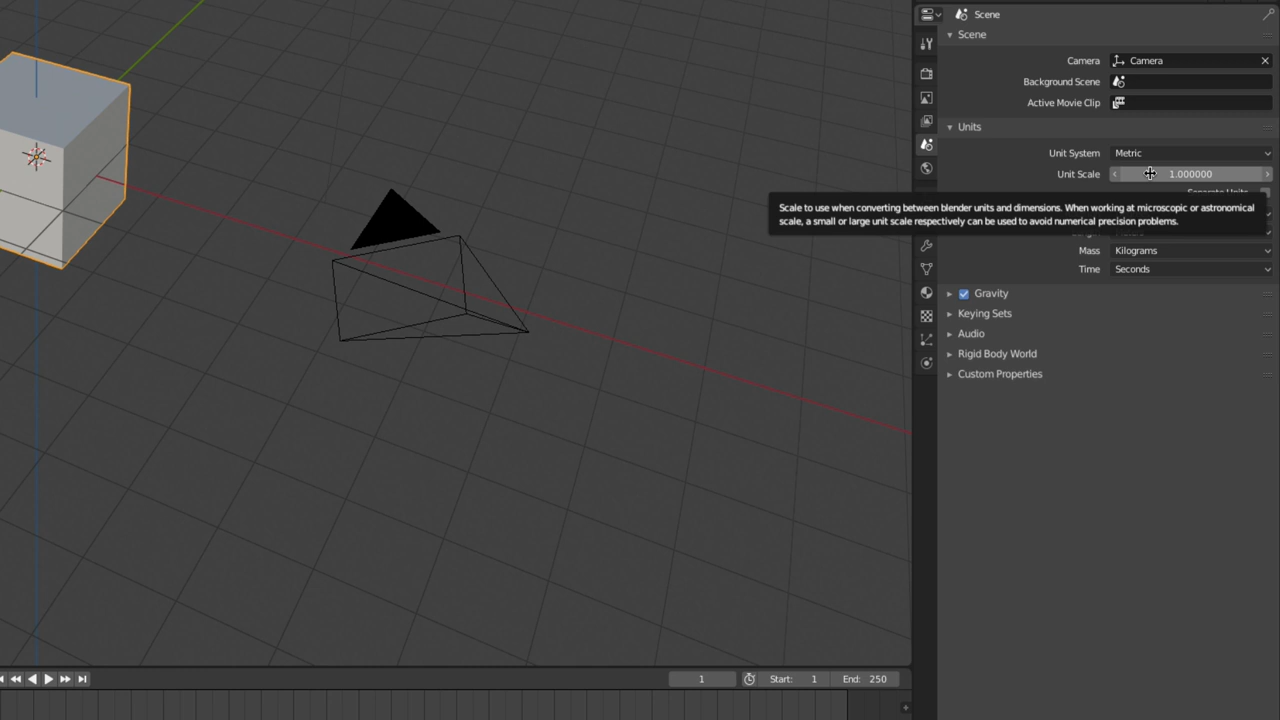 Scene
Scene
Camera Camera
Background Scene
Active Movie Clip
Units
Unit System Metric
Unit Scale 1.000000
Scale to use when converting between blender units and dimensions. When working at microscopic or astronomical
scale, a small or large unit scale respectively can be used to avoid numerical precision problems.
Mass Kilograms
Time Seconds
Gravity
Keying Sets
Audio
Rigid Body World
Custom Properties
1 Start: 1 End: 250